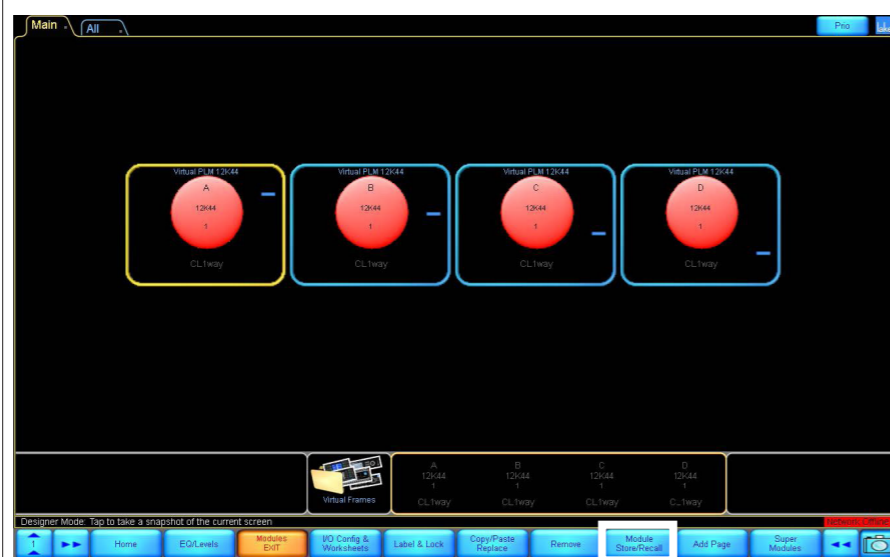 Main
All
Prio
lake
Virtual PLM 12K44
A
12K44
1
CL1way
Virtual PLM 12K44
B
12K44
1
CL1way
Virtual PLM 12K44
C
12K44
1
CL1way
Virtual PLM 12K44
D
12K44
1
CL1way
Virtual Frames
A
12K44
1
CL1way
B
12K44
1
CL1way
C
12K44
1
CL1way
D
12K44
1
CL1way
Designer Mode: Tap to take a snapshot of the current screen
Network: Offline
1
Home
EQ/Levels
Modules
EXIT
I/O Config &
Worksheets
Label & Lock
Copy/Paste
Replace
Remove
Module
Store/Recall
Add Page
Super
Modules